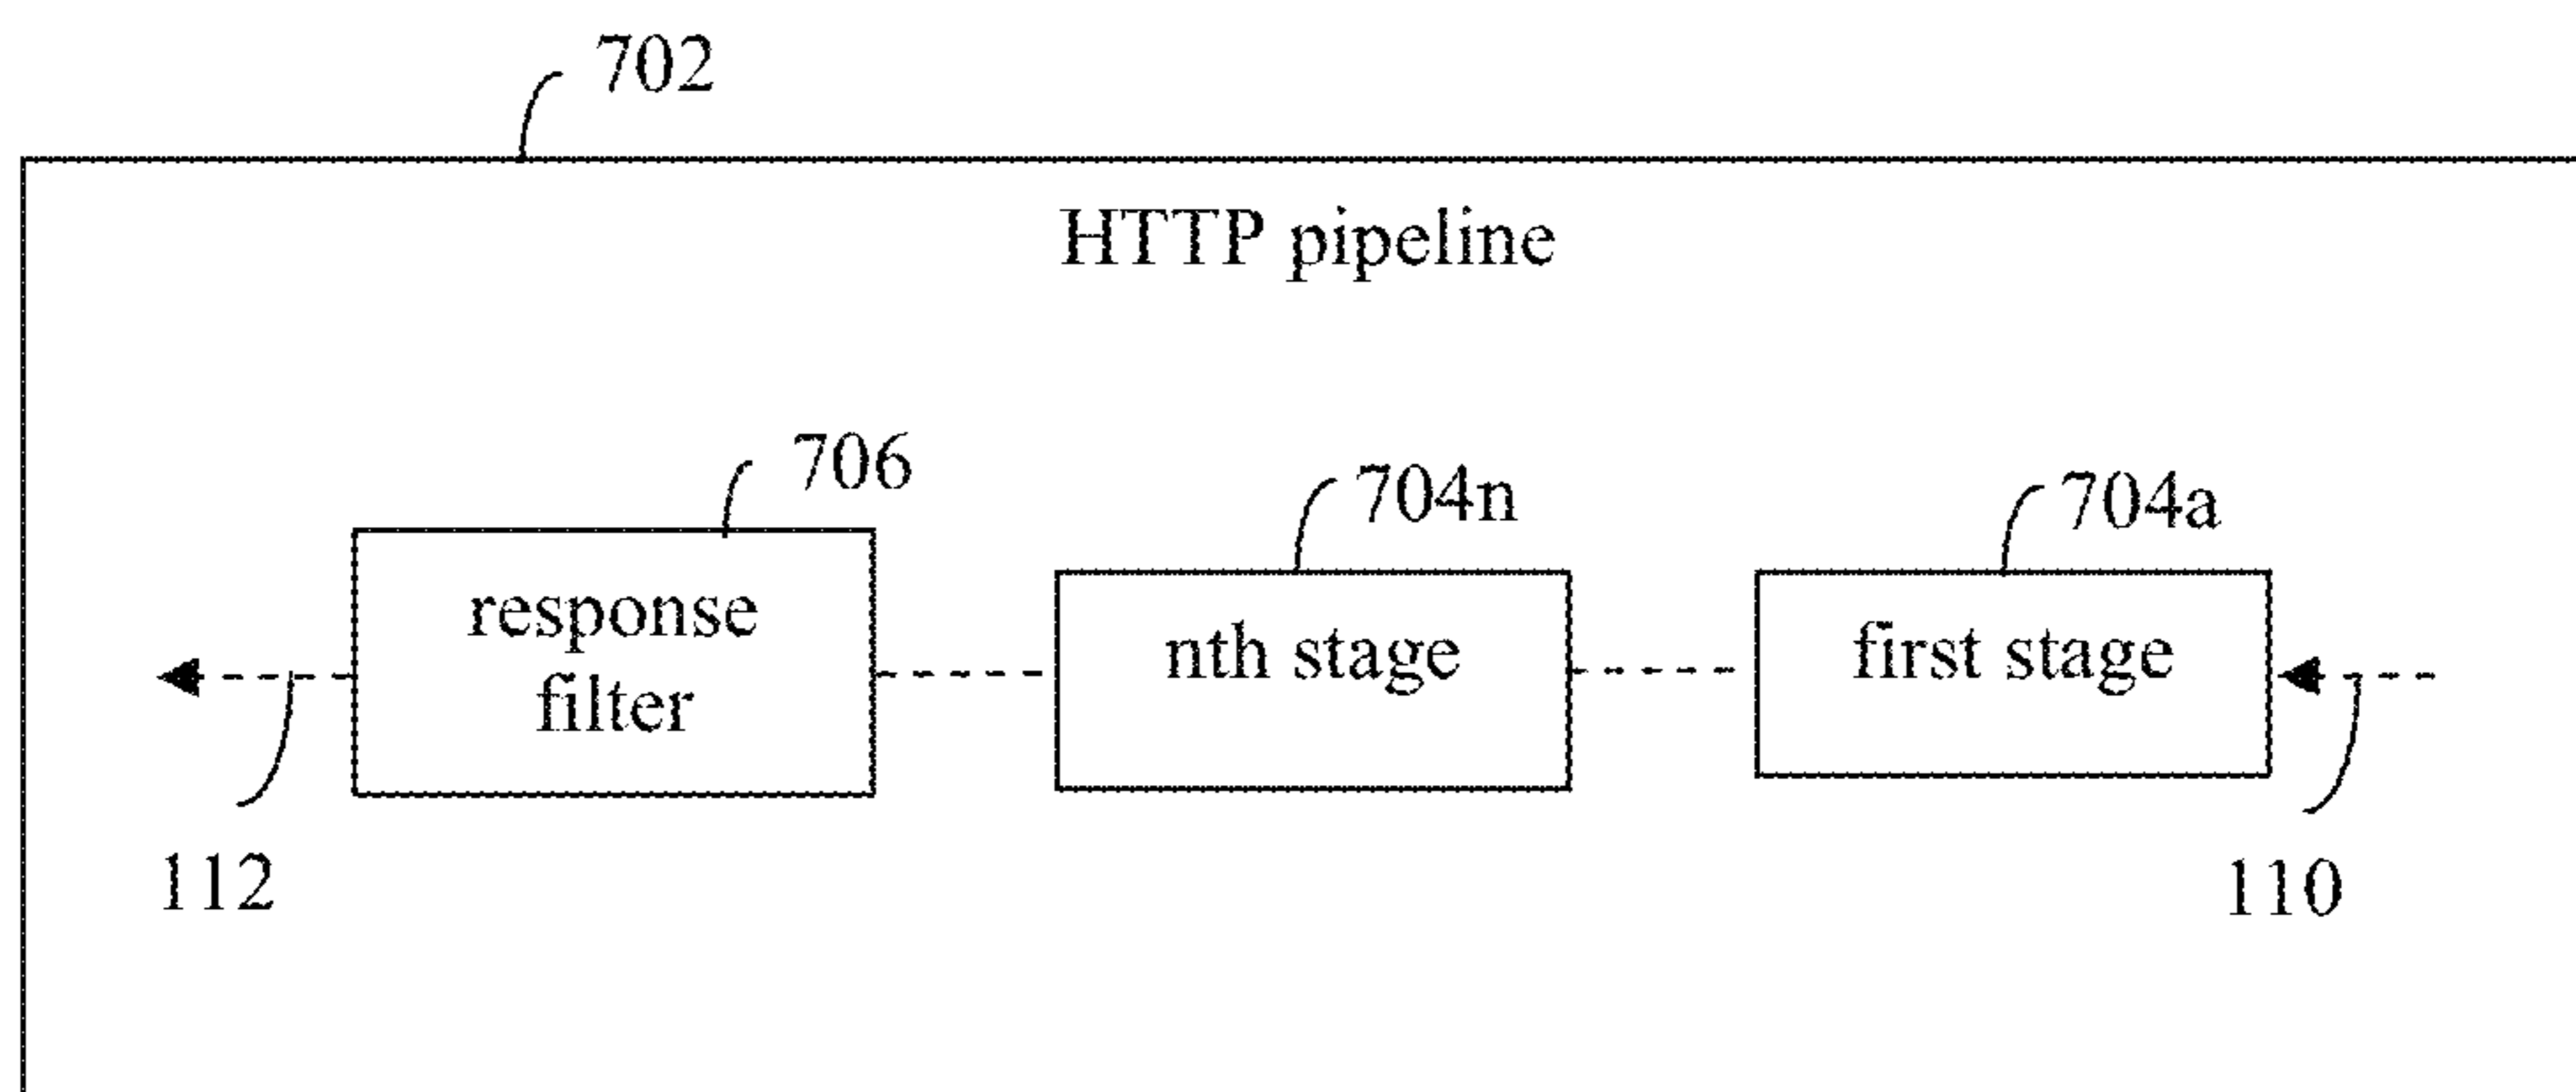 702
HTTP pipeline
706
704n
704a
response
filter
nth stage
first stage
112
110